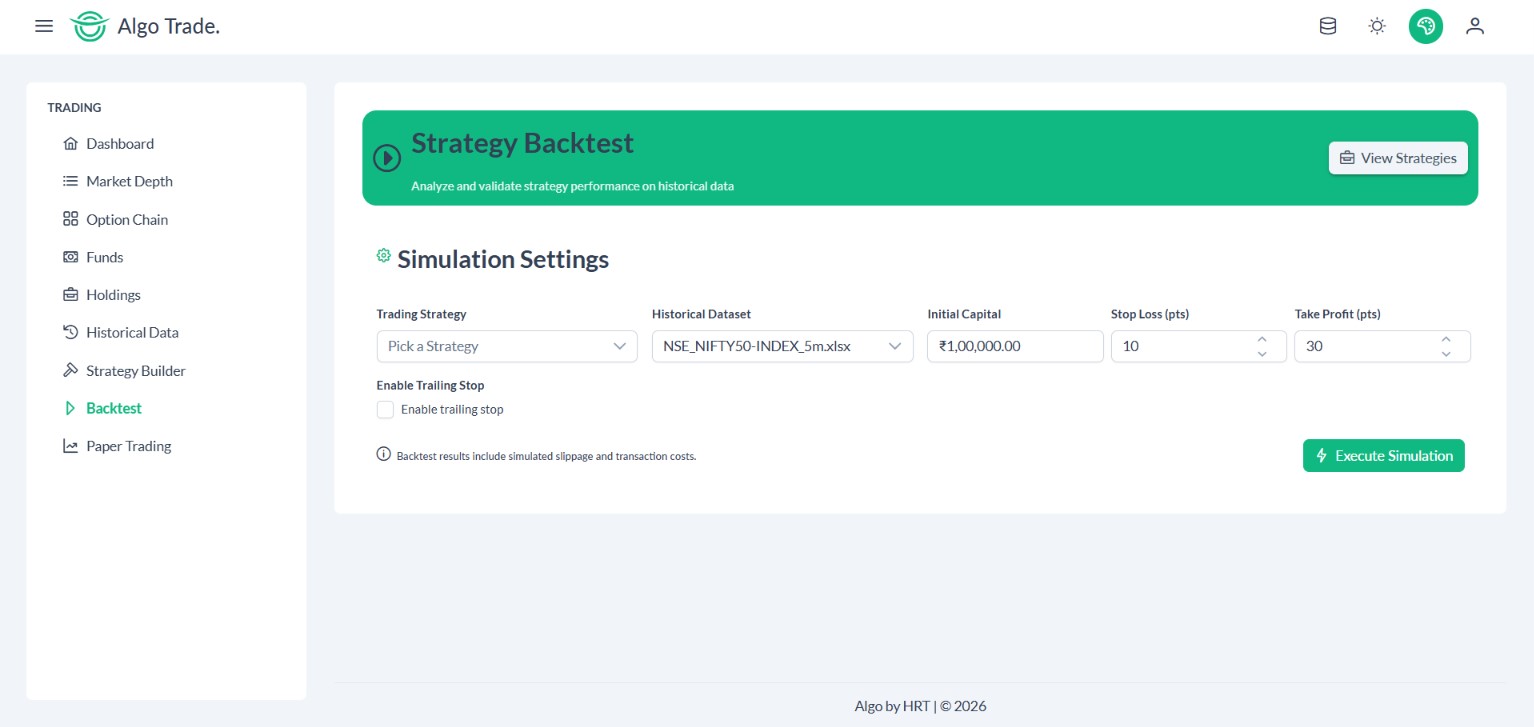 Algo Trade.
TRADING
Dashboard
Market Depth
Option Chain
Funds
Holdings
Historical Data
Strategy Builder
Backtest
Paper Trading
Strategy Backtest
Analyze and validate strategy performance on historical data
View Strategies
Simulation Settings
Trading Strategy
Pick a Strategy
Historical Dataset
NSE_NIFTY50-INDEX_5m.xlsx
Initial Capital
₹1,00,000.00
Stop Loss (pts)
10
Take Profit (pts)
30
Enable Trailing Stop
Enable trailing stop
Backtest results include simulated slippage and transaction costs.
Execute Simulation
Algo by HRT | © 2026